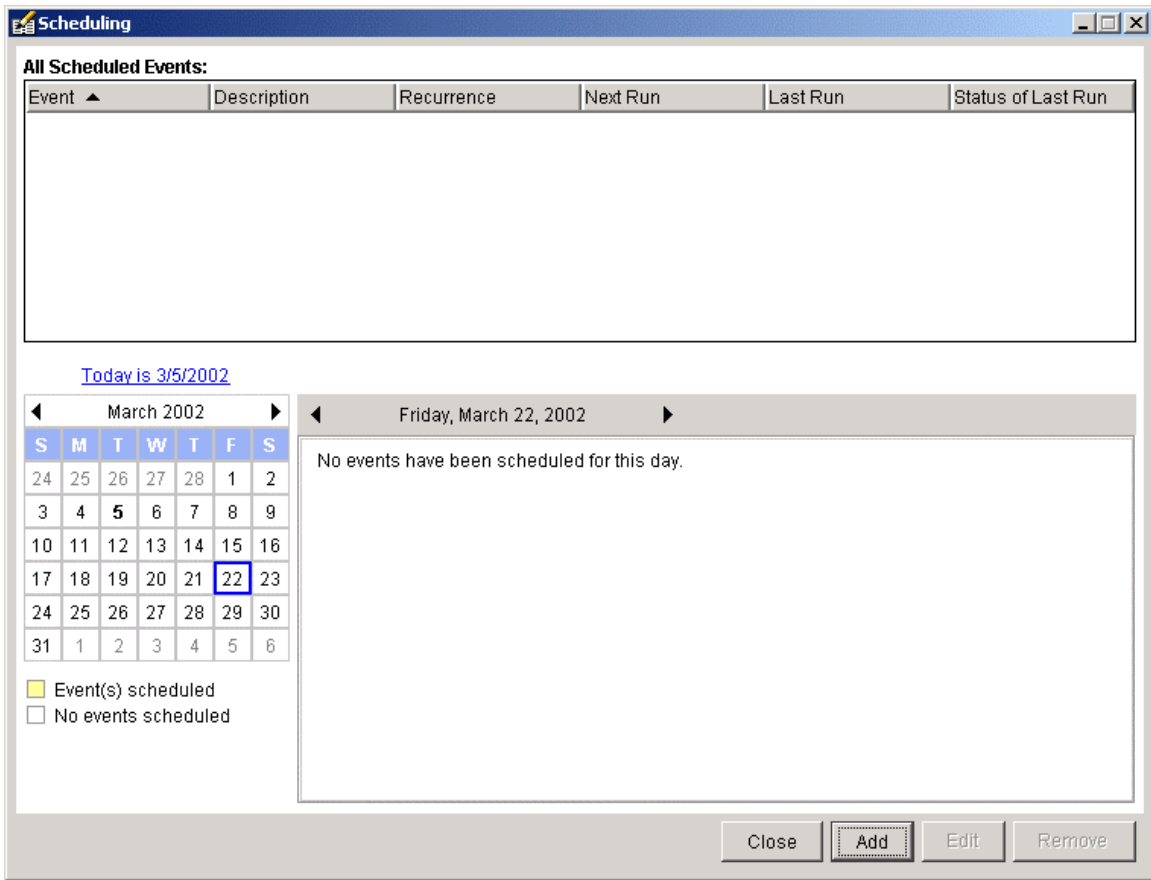 Scheduling
All Scheduled Events:
Event Description Recurrence Next Run Last Run Status of Last Run
Today is 3/5/2002
March 2002
S M T W T F S
24 25 26 27 28 1 2
3 4 5 6 7 8 9
10 11 12 13 14 15 16
17 18 19 20 21 22 23
24 25 26 27 28 29 30
31 1 2 3 4 5 6
Event(s) scheduled
No events scheduled
Friday, March 22, 2002
No events have been scheduled for this day.
Close Add Edit Remove